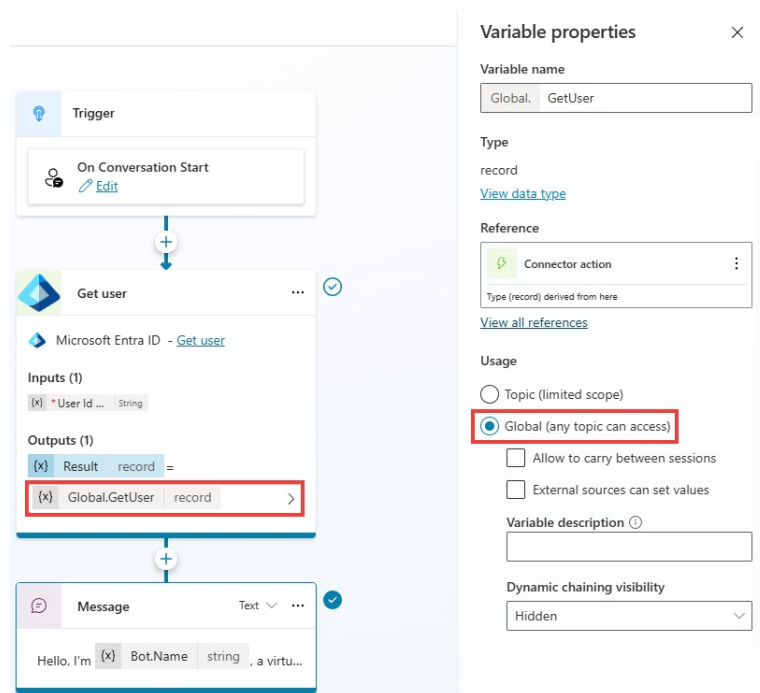 Trigger
On Conversation Start
Edit
Get user
Microsoft Entra ID - Get user
Inputs (1)
{x} * User Id ... String
Outputs (1)
{x} Result record =
{x} Global.GetUser record
Message Text
Hello, I'm {x} Bot.Name string , a virtu...
Variable properties
Variable name
Global. GetUser
Type
record
View data type
Reference
Connector action
Type (record) derived from here
View all references
Usage
Topic (limited scope)
Global (any topic can access)
Allow to carry between sessions
External sources can set values
Variable description
Dynamic chaining visibility
Hidden